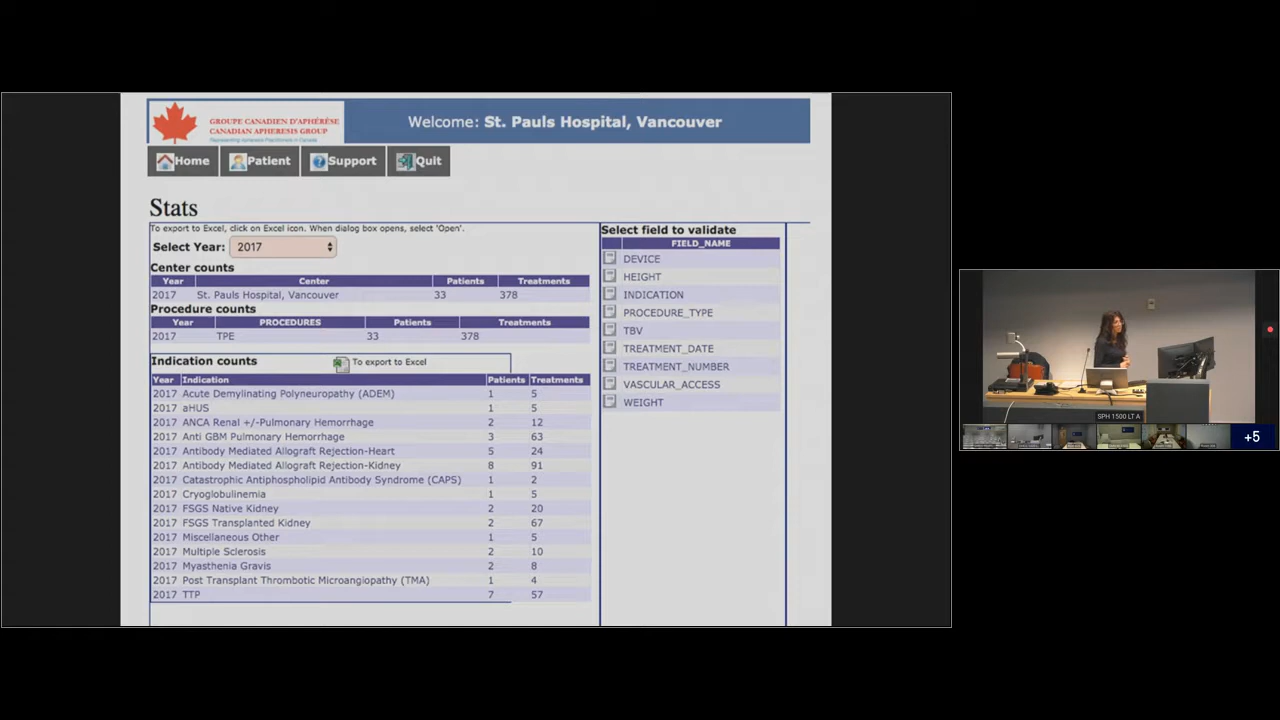 GROUPE CANADIEN D'APHÉRÈSE
CANADIAN APHERESIS GROUP
Welcome: St. Pauls Hospital, Vancouver
Home Patient Support Quit
Stats
To export to Excel, click on Excel icon. When dialog box opens, select 'Open'.
Select Year: 2017
Center counts
Year Center Patients Treatments
2017 St. Pauls Hospital, Vancouver 33 378
Procedure counts
Year PROCEDURES Patients Treatments
2017 TPE 33 378
Indication counts To export to Excel
Year Indication Patients Treatments
2017 Acute Demylinating Polyneuropathy (ADEM) 1 5
2017 aHUS 1 5
2017 ANCA Renal +/-Pulmonary Hemorrhage 2 12
2017 Anti GBM Pulmonary Hemorrhage 3 63
2017 Antibody Mediated Allograft Rejection-Heart 5 24
2017 Antibody Mediated Allograft Rejection-Kidney 8 91
2017 Catastrophic Antiphospholipid Antibody Syndrome (CAPS) 1 2
2017 Cryoglobulinemia 1 5
2017 FSGS Native Kidney 2 20
2017 FSGS Transplanted Kidney 2 67
2017 Miscellaneous Other 1 5
2017 Multiple Sclerosis 2 10
2017 Myasthenia Gravis 2 8
2017 Post Transplant Thrombotic Microangiopathy (TMA) 1 4
2017 TTP 7 57
Select field to validate
FIELD_NAME
DEVICE
HEIGHT
INDICATION
PROCEDURE_TYPE
TBV
TREATMENT_DATE
TREATMENT_NUMBER
VASCULAR_ACCESS
WEIGHT
SPH 1500 LT A
+5